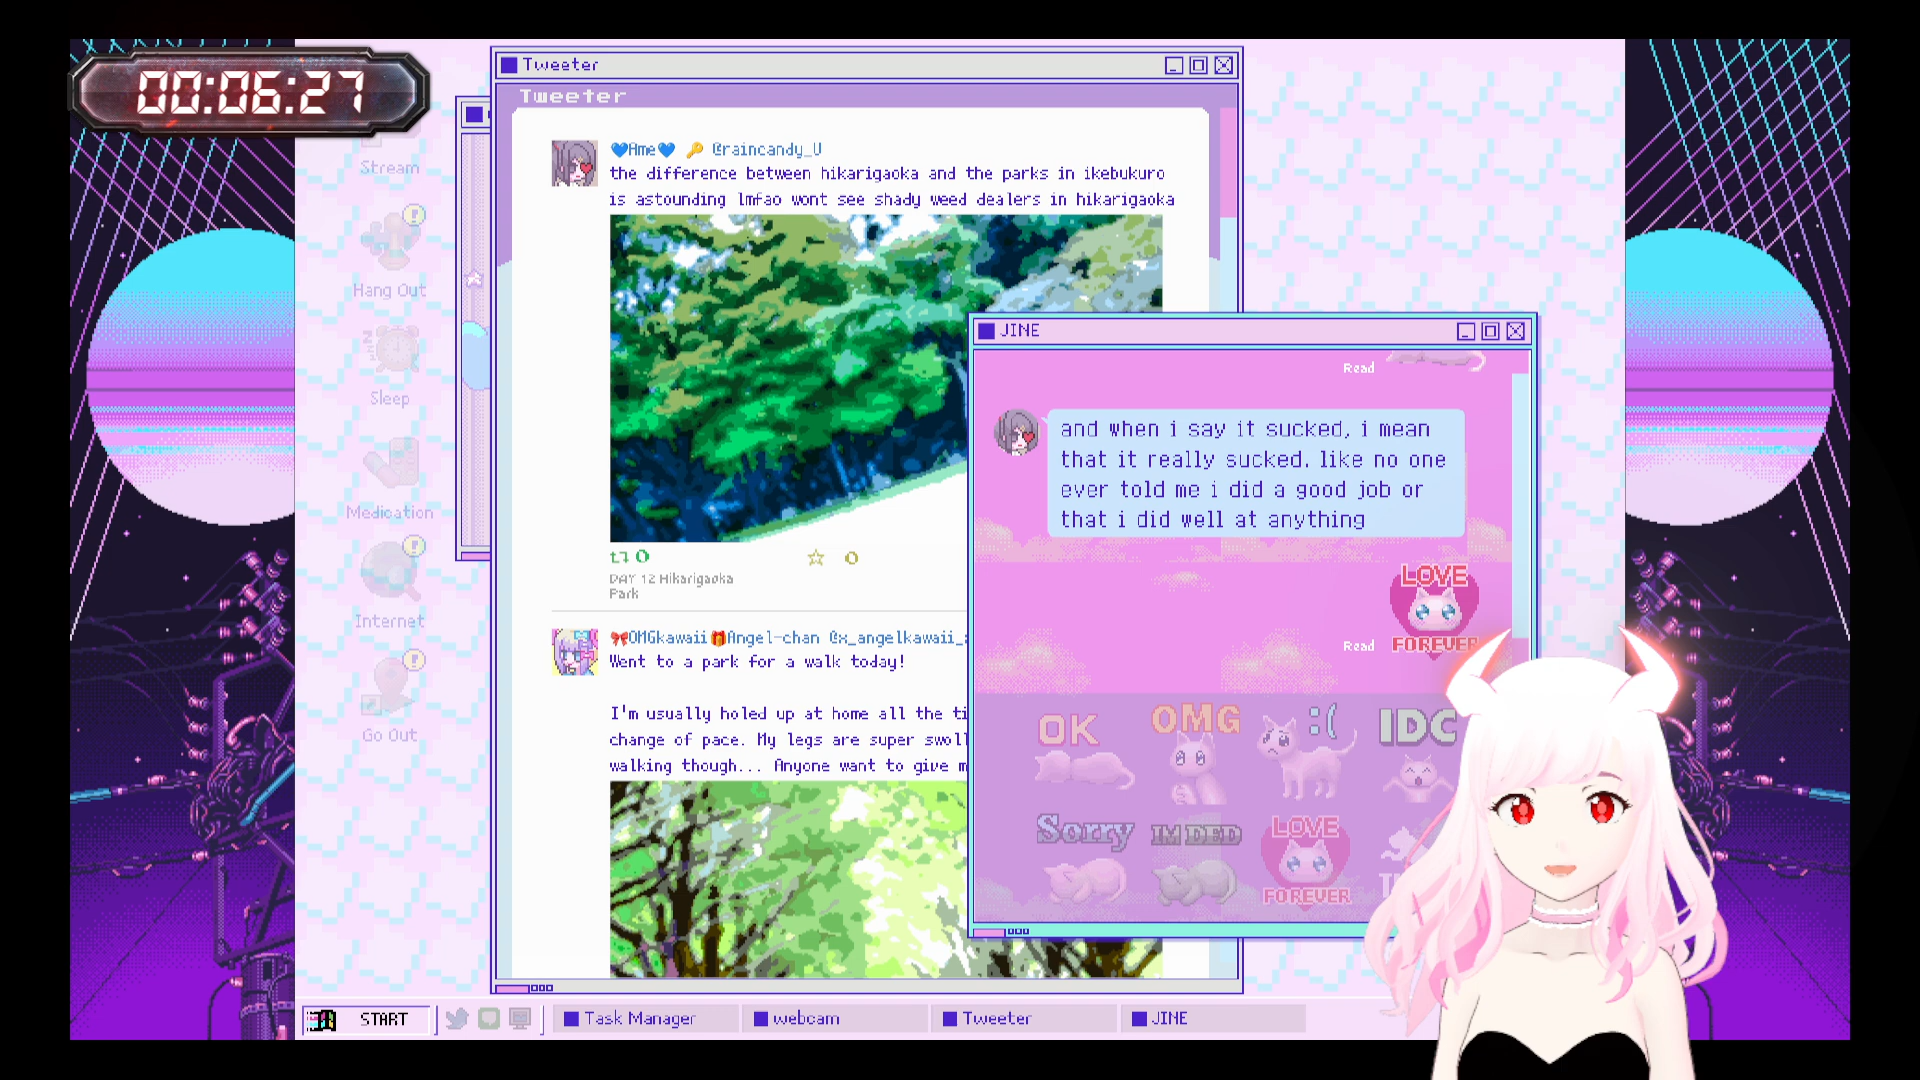 00:06:27
Stream
Hang Out
Sleep
Medication
Internet
Go Out
Tweeter
Tweeter
💙Ame💙 🔑 @raincandy_U
the difference between hikarigaoka and the parks in ikebukuro
is astounding lmfao wont see shady weed dealers in hikarigaoka
0
0
DAY 12 Hikarigaoka
Park
🎀OMGkawaii🎁Angel-chan @x_angelkawaii_
Went to a park for a walk today!
I'm usually holed up at home all the
change of pace. My legs are super
walking though... Anyone want to give
JINE
Read
and when i say it sucked, i mean
that it really sucked. like no one
ever told me i did a good job or
that i did well at anything
LOVE
FOREVER
Read
OK
OMG
:(
IDC
Sorry
IM DED
LOVE
FOREVER
START
Task Manager
webcam
Tweeter
JINE